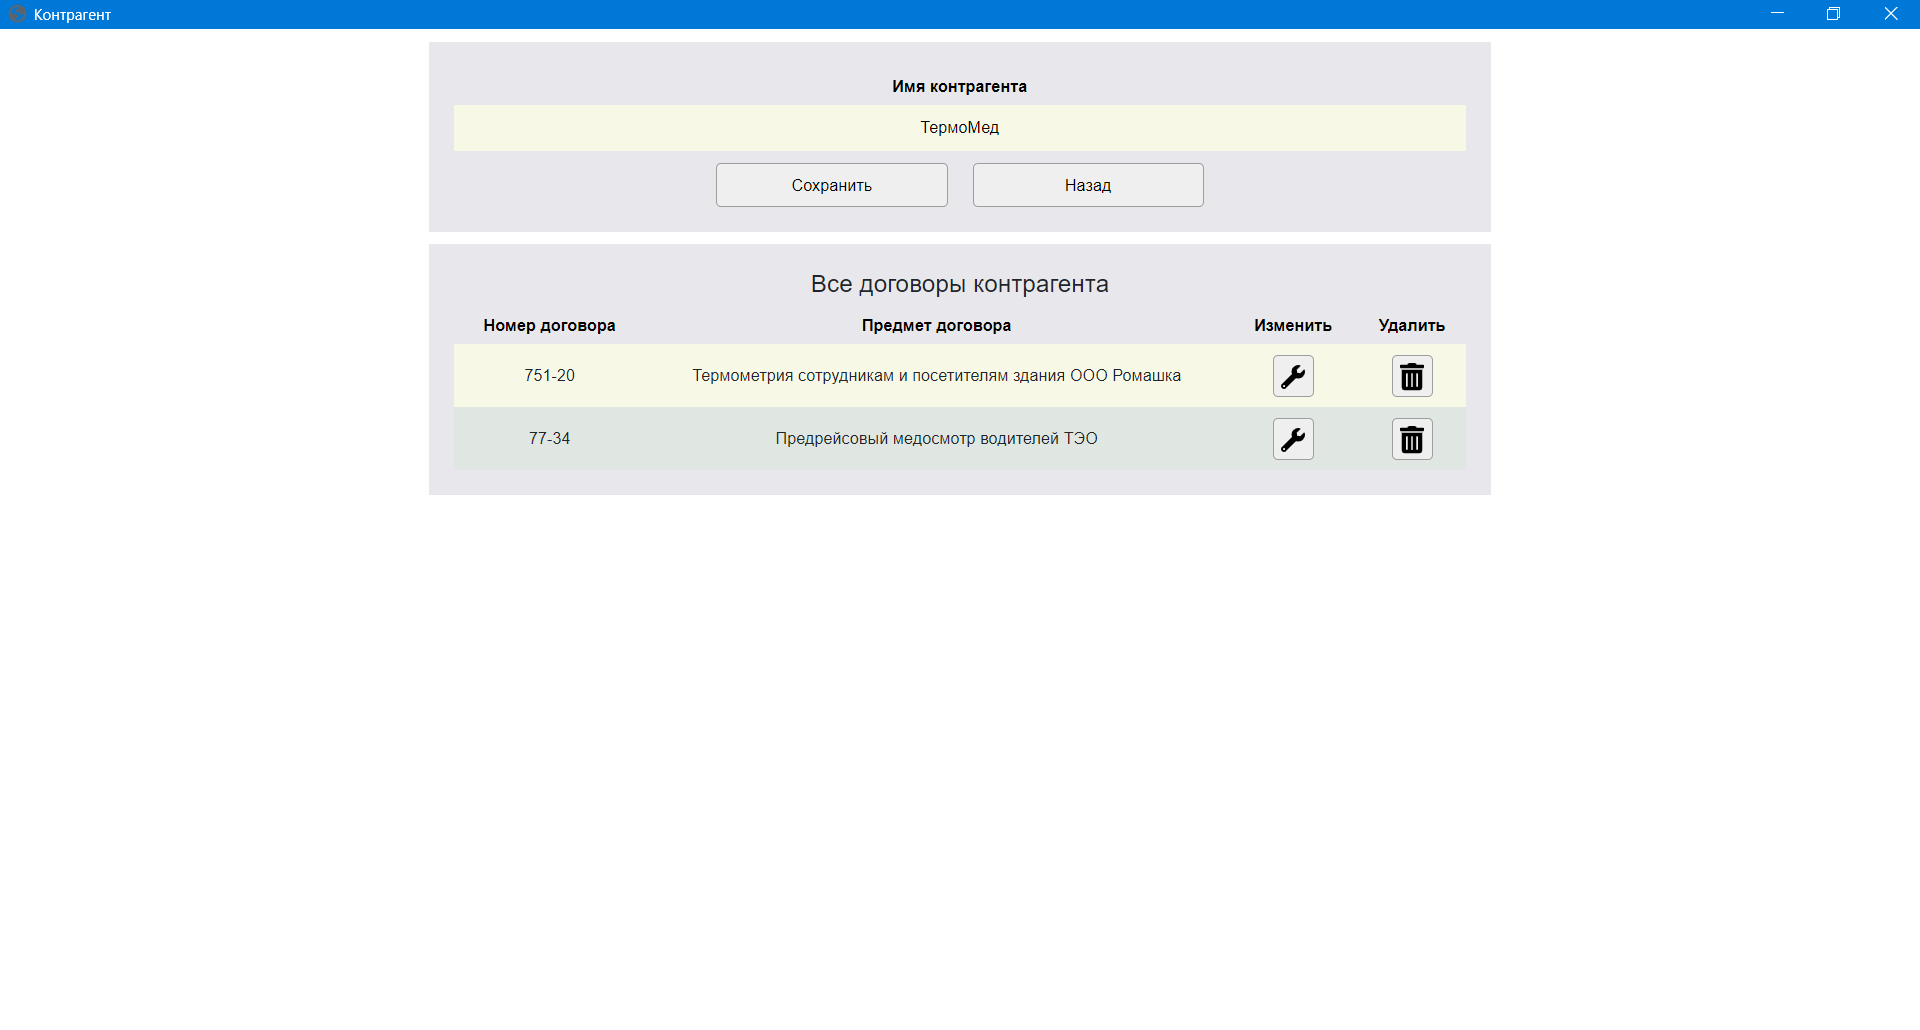 Контрагент
Имя контрагента
ТермоМед
Сохранить Назад
Все договоры контрагента
Номер договора Предмет договора Изменить Удалить
751-20 Термометрия сотрудникам и посетителям здания ООО Ромашка
77-34 Предрейсовый медосмотр водителей ТЭО